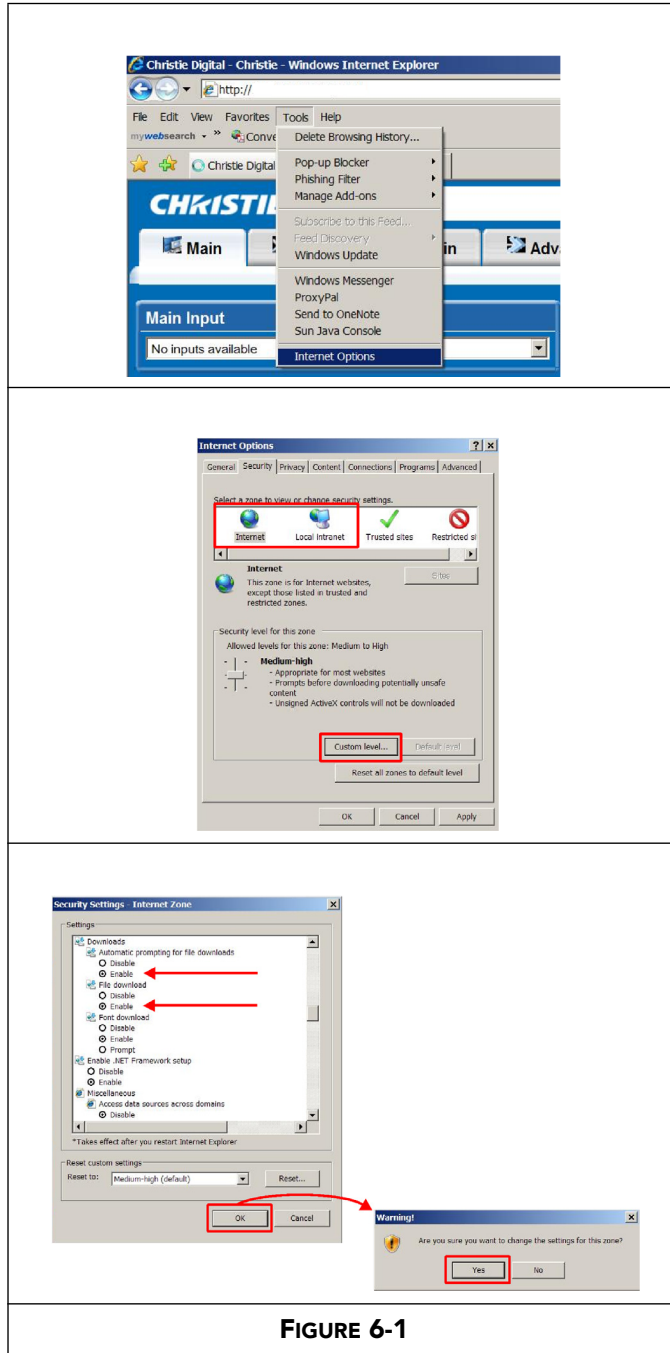 Christie Digital - Christie - Windows Internet Explorer
http://
File Edit View Favorites Tools Help
mywebsearch Conve
Christie Digital
Delete Browsing History...
Pop-up Blocker
Phishing Filter
Manage Add-ons
Subscribe to this Feed...
Feed Discovery
Windows Update
Windows Messenger
ProxyPal
Send to OneNote
Sun Java Console
Internet Options
CHRISTIE
Main in Adv
Main Input
No inputs available
Internet Options
General Security Privacy Content Connections Programs Advanced
Select a zone to view or change security settings.
Internet Local intranet Trusted sites Restricted si
Internet
Sites
This zone is for Internet websites,
except those listed in trusted and
restricted zones.
Security level for this zone
Allowed levels for this zone: Medium to High
Medium-high
- Appropriate for most websites
- Prompts before downloading potentially unsafe
content
- Unsigned ActiveX controls will not be downloaded
Custom level... Default level
Reset all zones to default level
OK Cancel Apply
Security Settings - Internet Zone
Settings
Downloads
Automatic prompting for file downloads
Disable
Enable
File download
Disable
Enable
Font download
Disable
Enable
Prompt
Enable .NET Framework setup
Disable
Enable
Miscellaneous
Access data sources across domains
Disable
*Takes effect after you restart Internet Explorer
Reset custom settings
Reset to: Medium-high (default) Reset...
OK Cancel
Warning!
Are you sure you want to change the settings for this zone?
Yes No
FIGURE 6-1